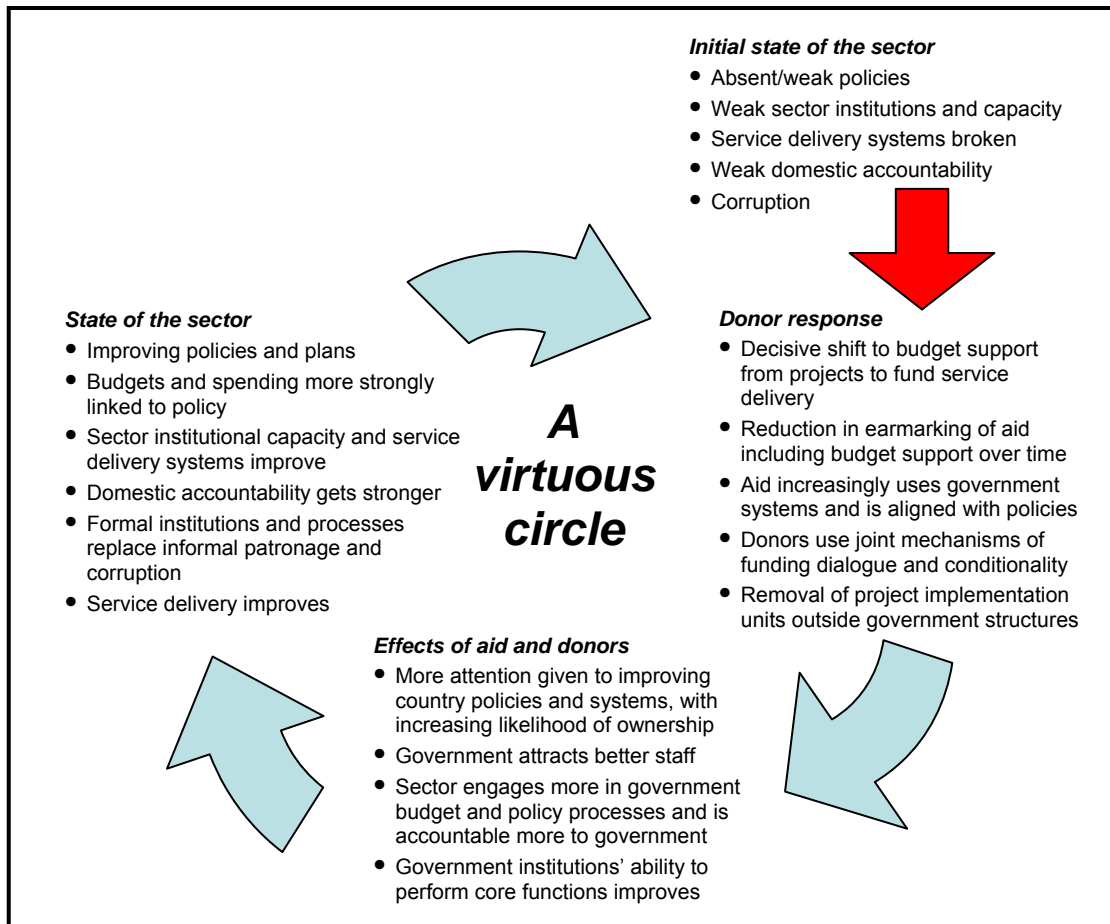 Initial state of the sector
• Absent/weak policies
• Weak sector institutions and capacity
• Service delivery systems broken
• Weak domestic accountability
• Corruption
Donor response
• Decisive shift to budget support
from projects to fund service
delivery
• Reduction in earmarking of aid
including budget support over time
• Aid increasingly uses government
systems and is aligned with policies
• Donors use joint mechanisms of
funding dialogue and conditionality
• Removal of project implementation
units outside government structures
Effects of aid and donors
• More attention given to improving
country policies and systems, with
increasing likelihood of ownership
• Government attracts better staff
• Sector engages more in government
budget and policy processes and is
accountable more to government
• Government institutions’ ability to
perform core functions improves
State of the sector
• Improving policies and plans
• Budgets and spending more strongly
linked to policy
• Sector institutional capacity and service
delivery systems improve
• Domestic accountability gets stronger
• Formal institutions and processes
replace informal patronage and
corruption
• Service delivery improves
A
virtuous
circle